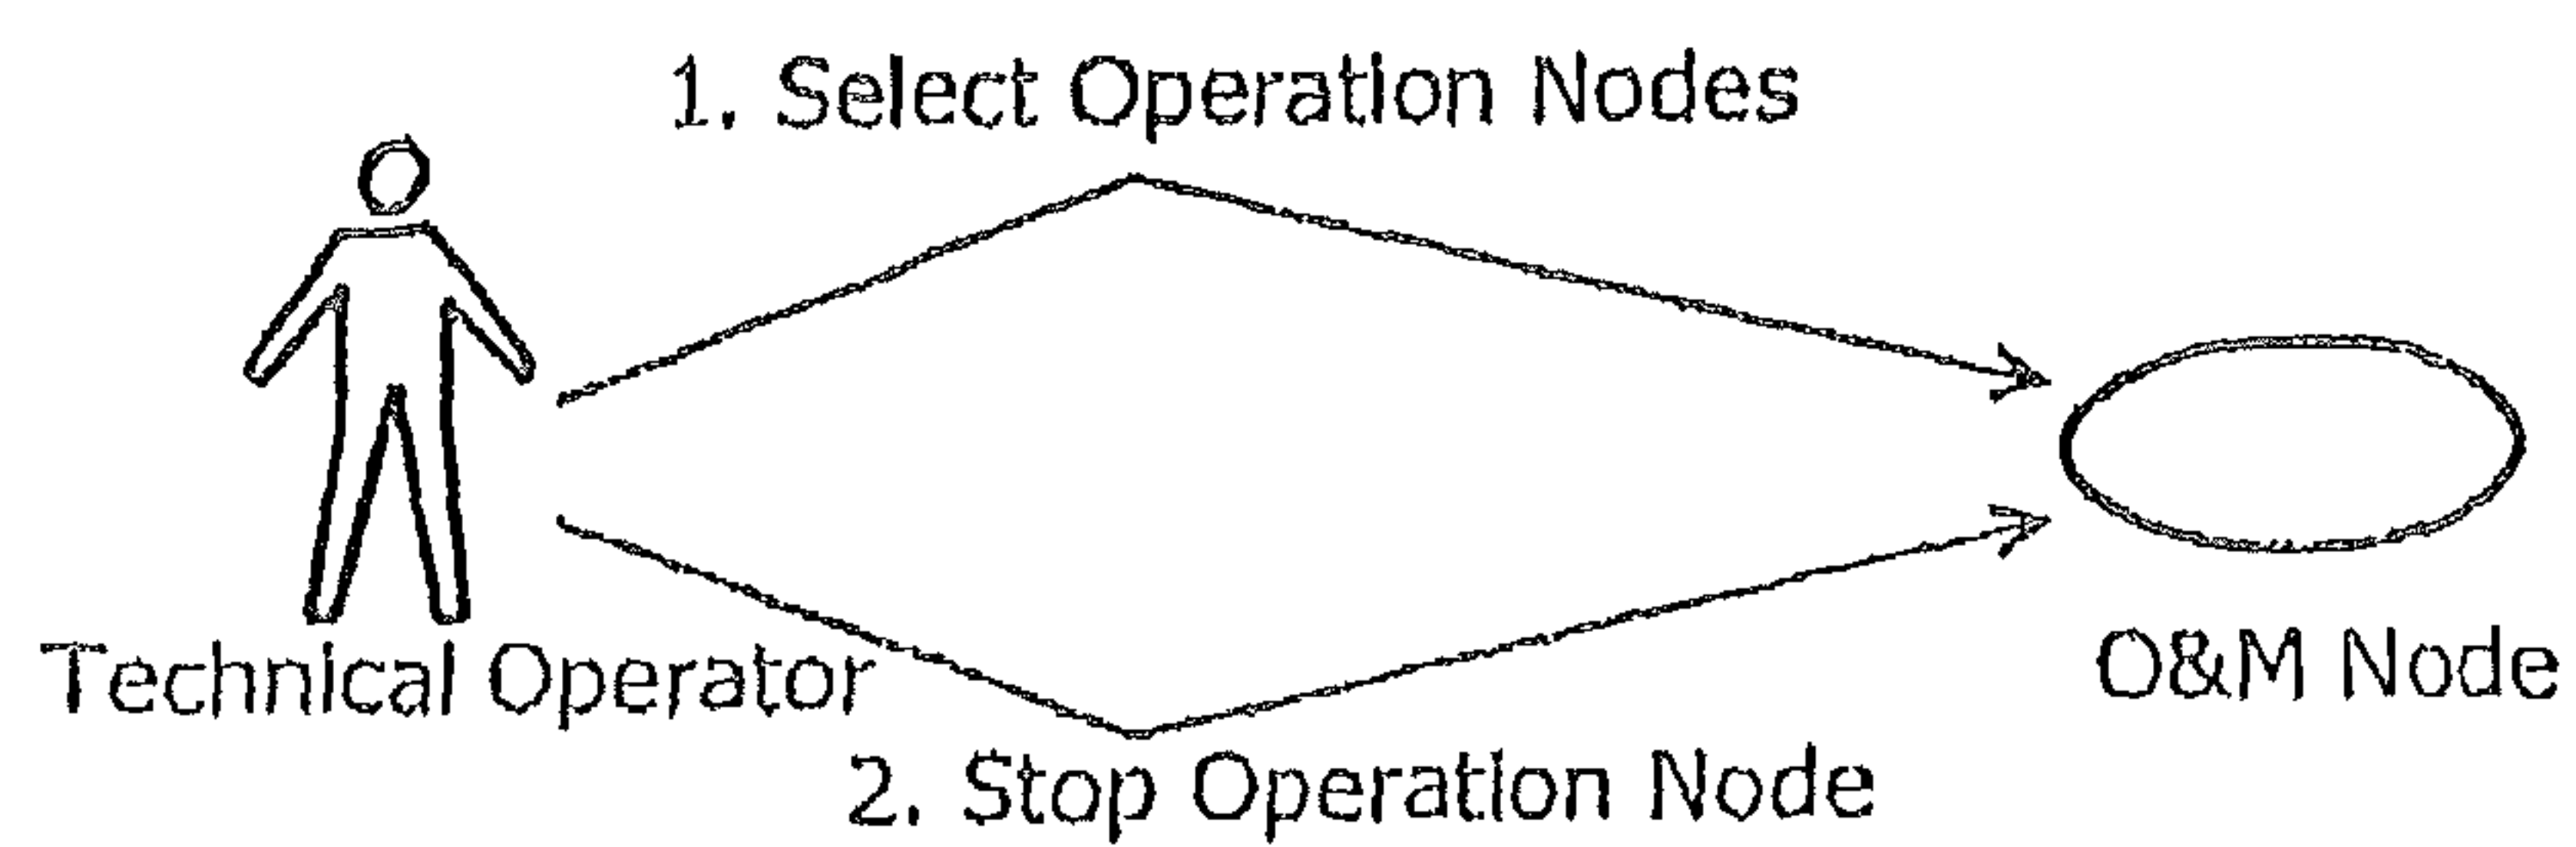 1. Select Operation Nodes
Technical Operator
O&M Node
2. Stop Operation Node